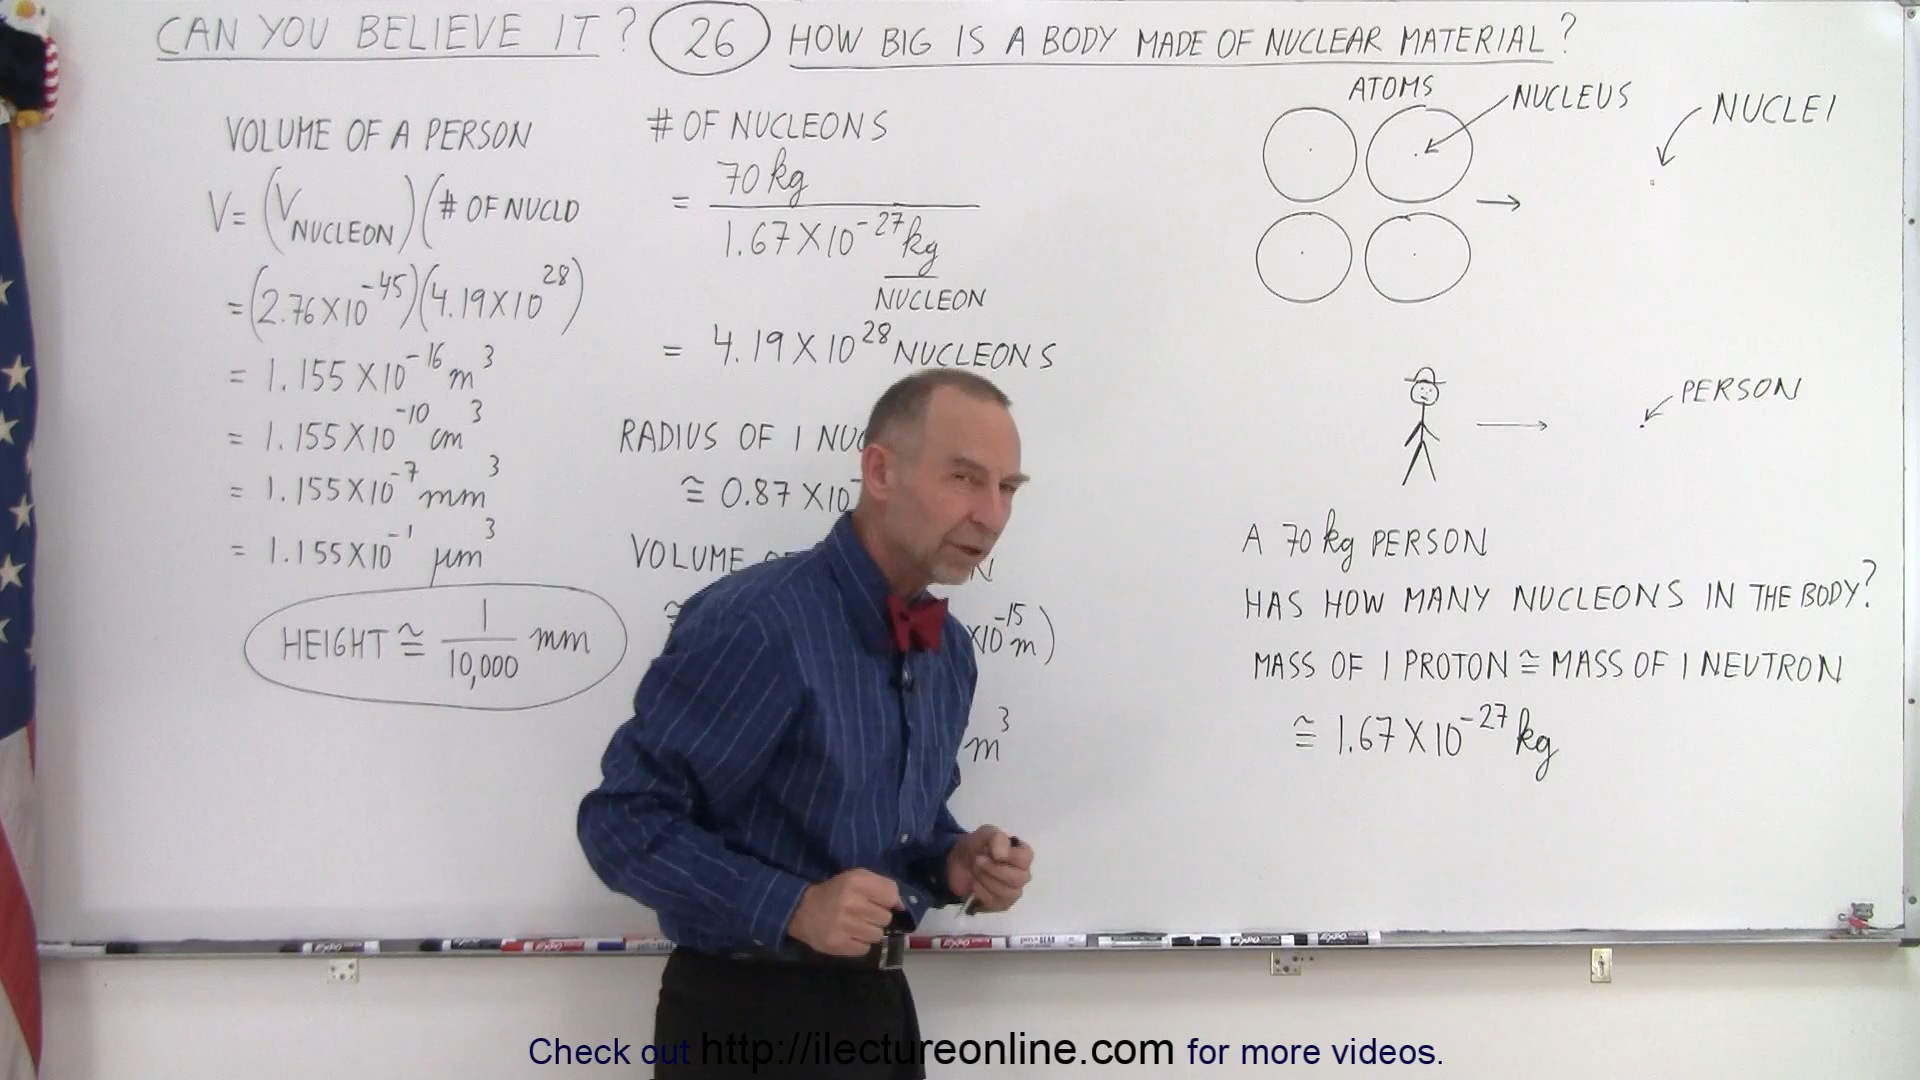 CAN YOU BELIEVE IT? 26 HOW BIG IS A BODY MADE OF NUCLEAR MATERIAL?
VOLUME OF A PERSON
V = (V NUCLEON) (# OF NUCLD
= (2.76 X 10^-45)(4.19 X 10^28)
= 1.155 X 10^-16 m^3
= 1.155 X 10^-10 cm^3
= 1.155 X 10^-7 mm^3
= 1.155 X 10^-1 μm^3
HEIGHT ≅ 1/10,000 mm
# OF NUCLEONS
= 70 kg
1.67 X 10^-27 kg
NUCLEON
= 4.19 X 10^28 NUCLEONS
RADIUS OF 1
≅ 0.87 X 10
VOLUME
X10^-15 m)
m^3
ATOMS
NUCLEUS
NUCLEI
PERSON
A 70 kg PERSON
HAS HOW MANY NUCLEONS IN THE BODY?
MASS OF 1 PROTON ≅ MASS OF 1 NEUTRON
≅ 1.67 X 10^-27 kg
Check out http://ilectureonline.com for more videos.